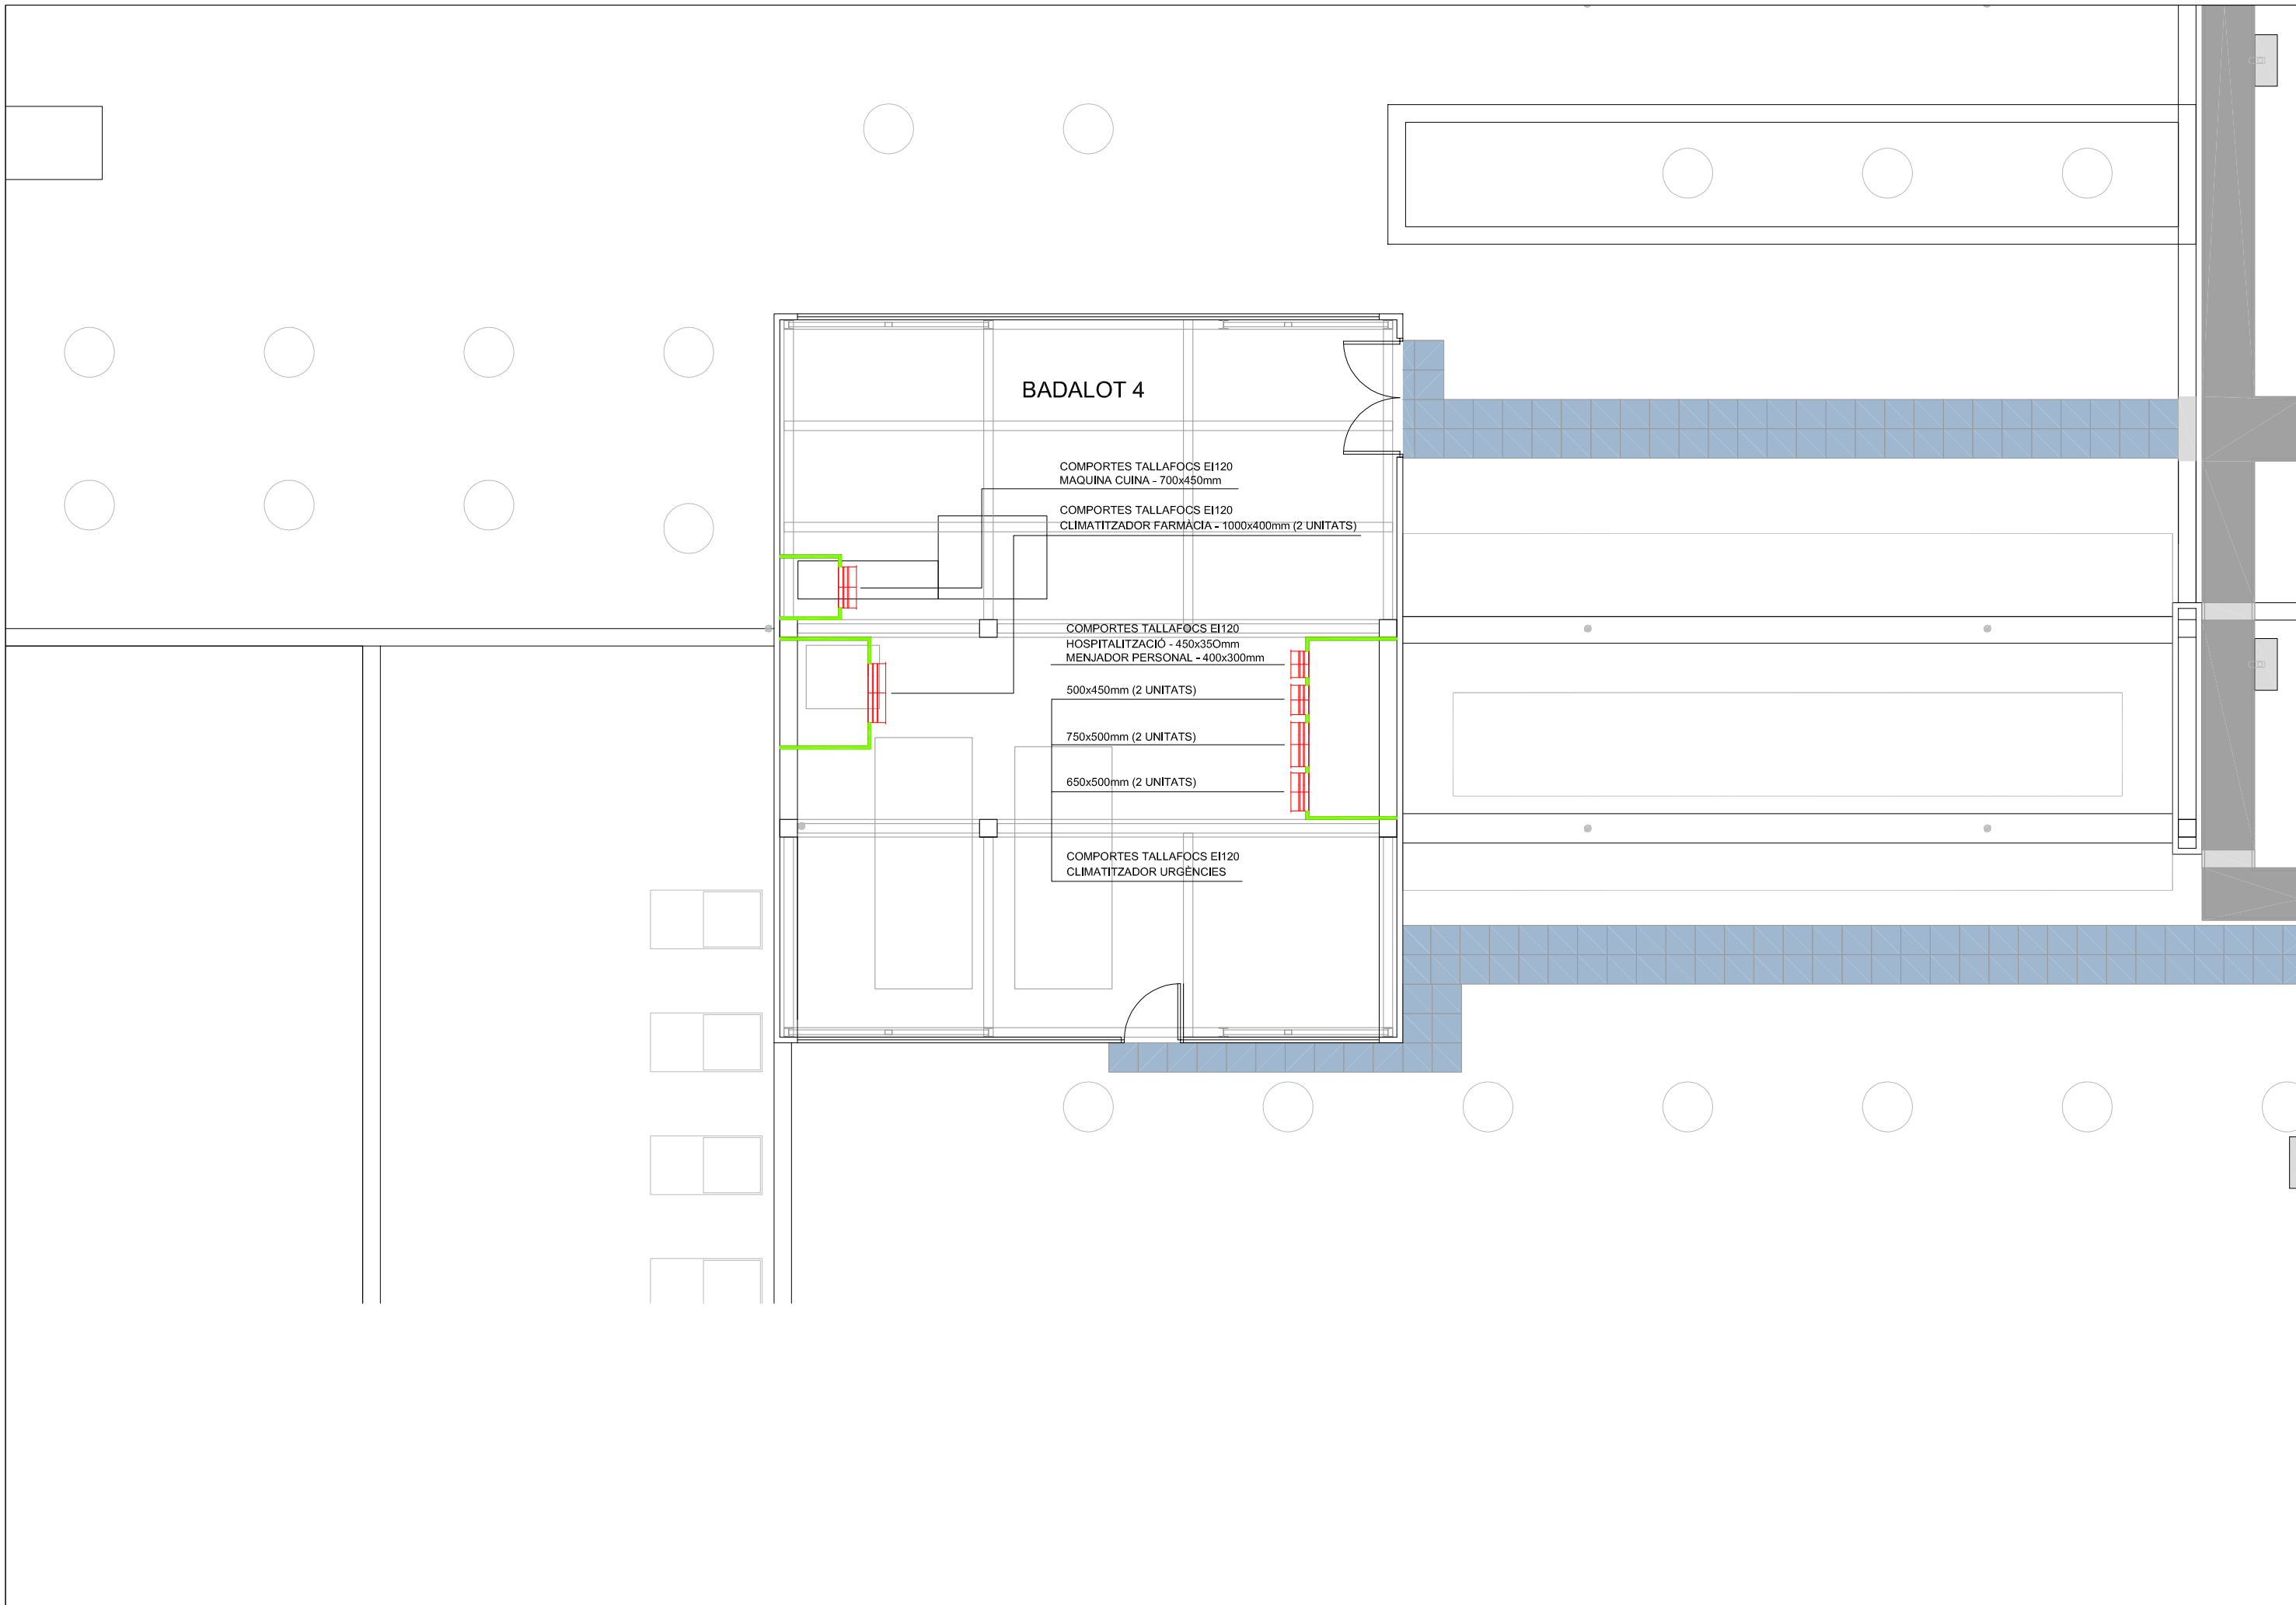 BADALOT 4
COMPORTES TALLAFOCS EI120
MAQUINA CUINA - 700x450mm
COMPORTES TALLAFOCS EI120
CLIMATITZADOR FARMÀCIA - 1000x400mm (2 UNITATS)
COMPORTES TALLAFOCS EI120
HOSPITALITZACIÓ - 450x35Omm
MENJADOR PERSONAL - 400x300mm
500x450mm (2 UNITATS)
750x500mm (2 UNITATS)
650x500mm (2 UNITATS)
COMPORTES TALLAFOCS EI120
CLIMATITZADOR URGÈNCIES